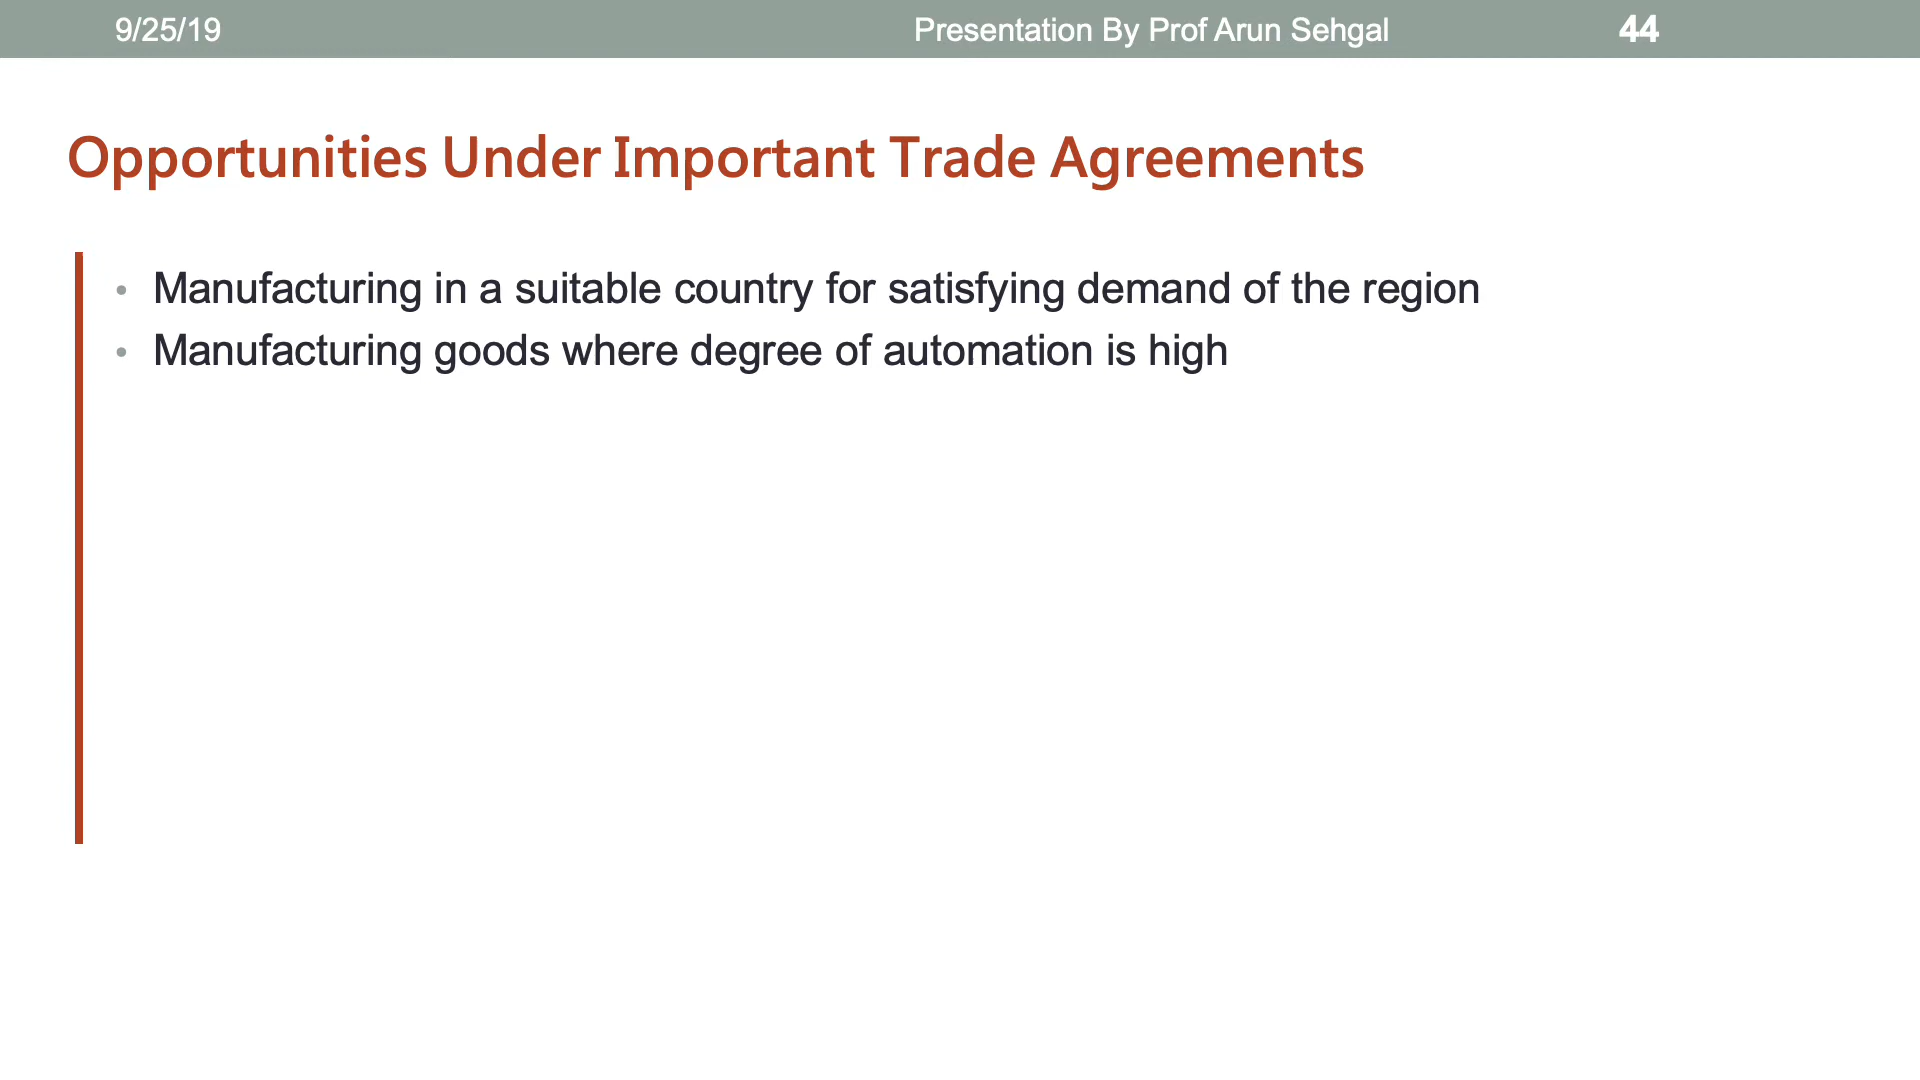 9/25/19 Presentation By Prof Arun Sehgal 44
Opportunities Under Important Trade Agreements
• Manufacturing in a suitable country for satisfying demand of the region
• Manufacturing goods where degree of automation is high